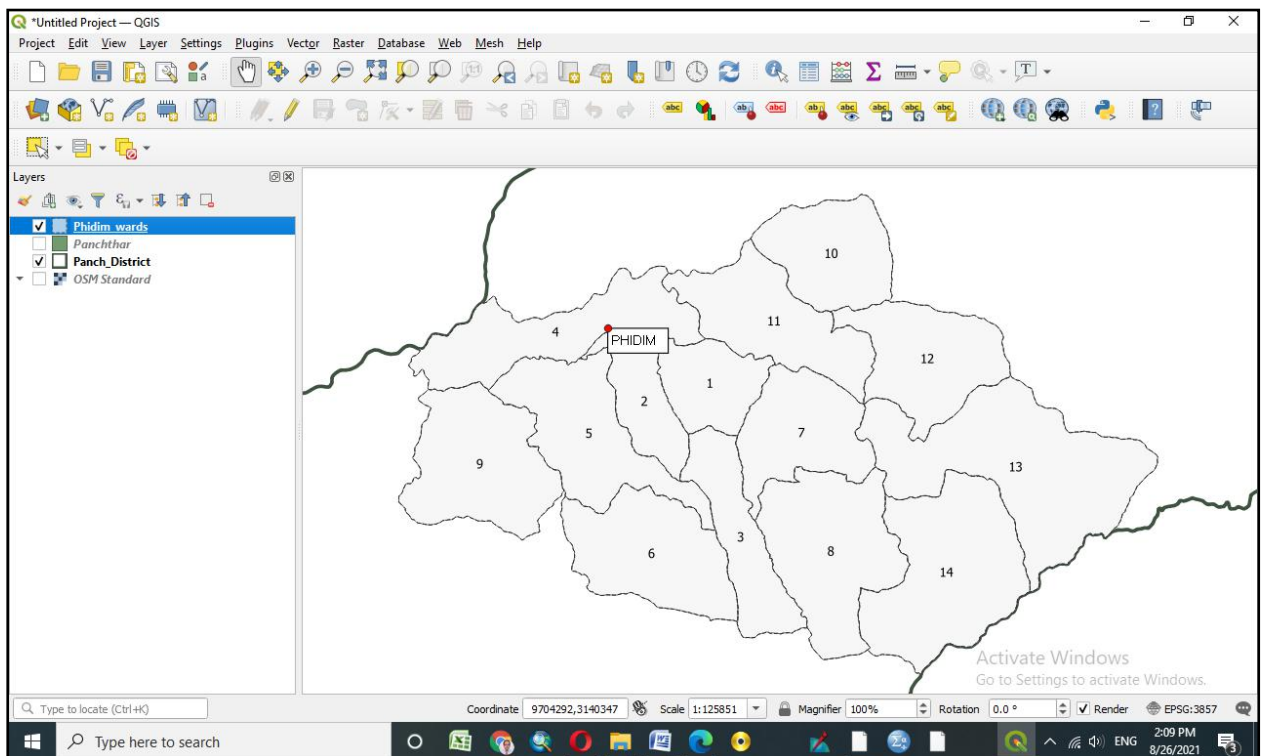 *Untitled Project — QGIS
Project Edit View Layer Settings Plugins Vector Raster Database Web Mesh Help
Layers
Phidim wards
Panchthar
Panch_District
OSM Standard
10
11
4
PHIDIM
12
1
2
5
7
9
13
3
6
8
14
Activate Windows
Go to Settings to activate Windows.
Type to locate (Ctrl+K) Coordinate 9704292,3140347 Scale 1:125851 Magnifier 100% Rotation 0.0 ° Render EPSG:3857
Type here to search ENG 2:09 PM
8/26/2021